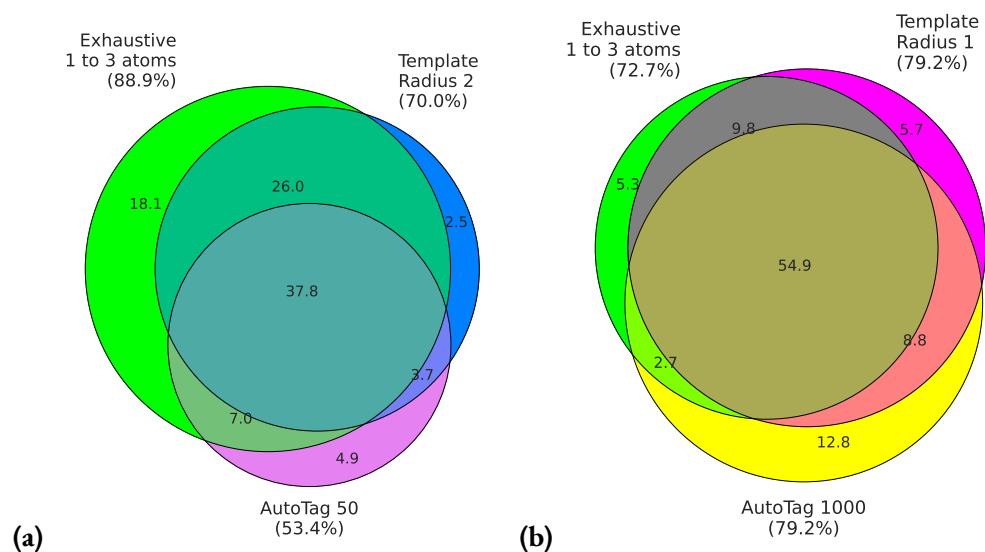 Exhaustive
1 to 3 atoms
(88.9%)
Template
Radius 2
(70.0%)
18.1
26.0
2.5
37.8
3.7
7.0
4.9
AutoTag 50
(53.4%)
(a)
Exhaustive
1 to 3 atoms
(72.7%)
Template
Radius 1
(79.2%)
9.8
5.7
5.3
54.9
8.8
2.7
12.8
AutoTag 1000
(79.2%)
(b)